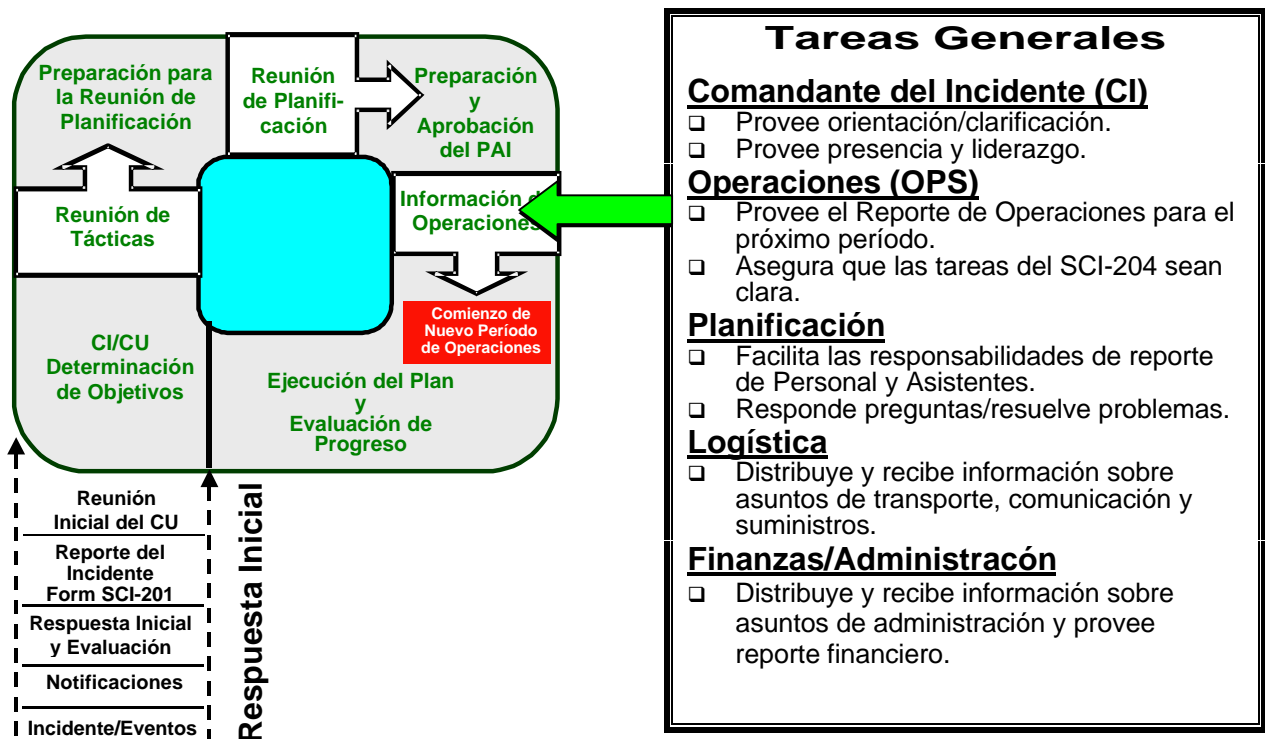 Preparación para
la Reunión de
Planificación
Reunión
de Planifi-
cación
Preparación
y
Aprobación
del PAI
Reunión de
Tácticas
Información d
Operaciones
Comienzo de
Nuevo Período
de Operaciones
CI/CU
Determinación
de Objetivos
Ejecución del Plan
y
Evaluación de
Progreso
Reunión
Inicial del CU
Reporte del
Incidente
Form SCI-201
Respuesta Inicial
y Evaluación
Notificaciones
Incidente/Eventos
Respuesta Inicial
Tareas Generales
Comandante del Incidente (CI)
❑ Provee orientación/clarificación.
❑ Provee presencia y liderazgo.
Operaciones (OPS)
❑ Provee el Reporte de Operaciones para el
próximo período.
❑ Asegura que las tareas del SCI-204 sean
clara.
Planificación
❑ Facilita las responsabilidades de reporte
de Personal y Asistentes.
❑ Responde preguntas/resuelve problemas.
Logística
❑ Distribuye y recibe información sobre
asuntos de transporte, comunicación y
suministros.
Finanzas/Administracón
❑ Distribuye y recibe información sobre
asuntos de administración y provee
reporte financiero.